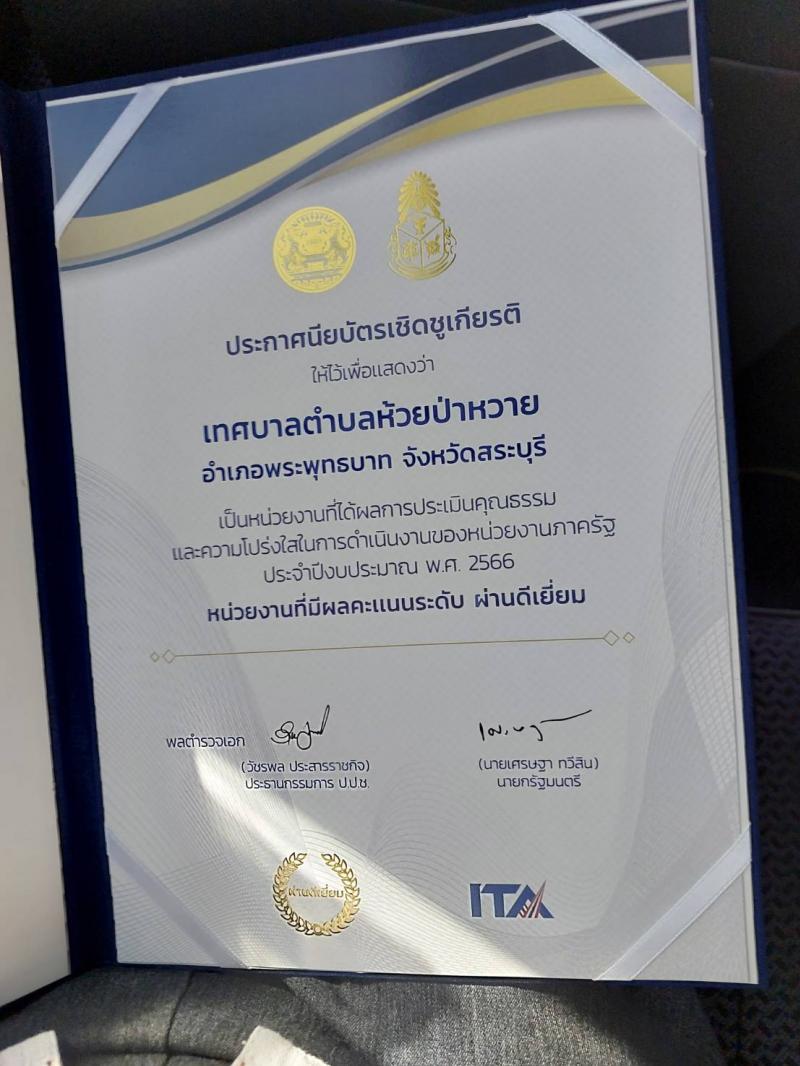 ประกาศนียบัตรเชิดชูเกียรติ
ให้ไว้เพื่อแสดงว่า
เทศบาลตำบลห้วยป่าหวาย
อำเภอพระพุทธบาท จังหวัดสระบุรี
เป็นหน่วยงานที่ได้ผลการประเมินคุณธรรม
และความโปร่งใสในการดำเนินงานของหน่วยงานภาครัฐ
ประจำปีงบประมาณ พ.ศ. 2566
หน่วยงานที่มีผลคะแนนระดับ ผ่านดีเยี่ยม
พลตำรวจเอก
(วัชรพล ประสารราชกิจ)
ประธานกรรมการ ป.ป.ช.
(นายเศรษฐา ทวีสิน)
นายกรัฐมนตรี
ผ่านดีเยี่ยม
ITA